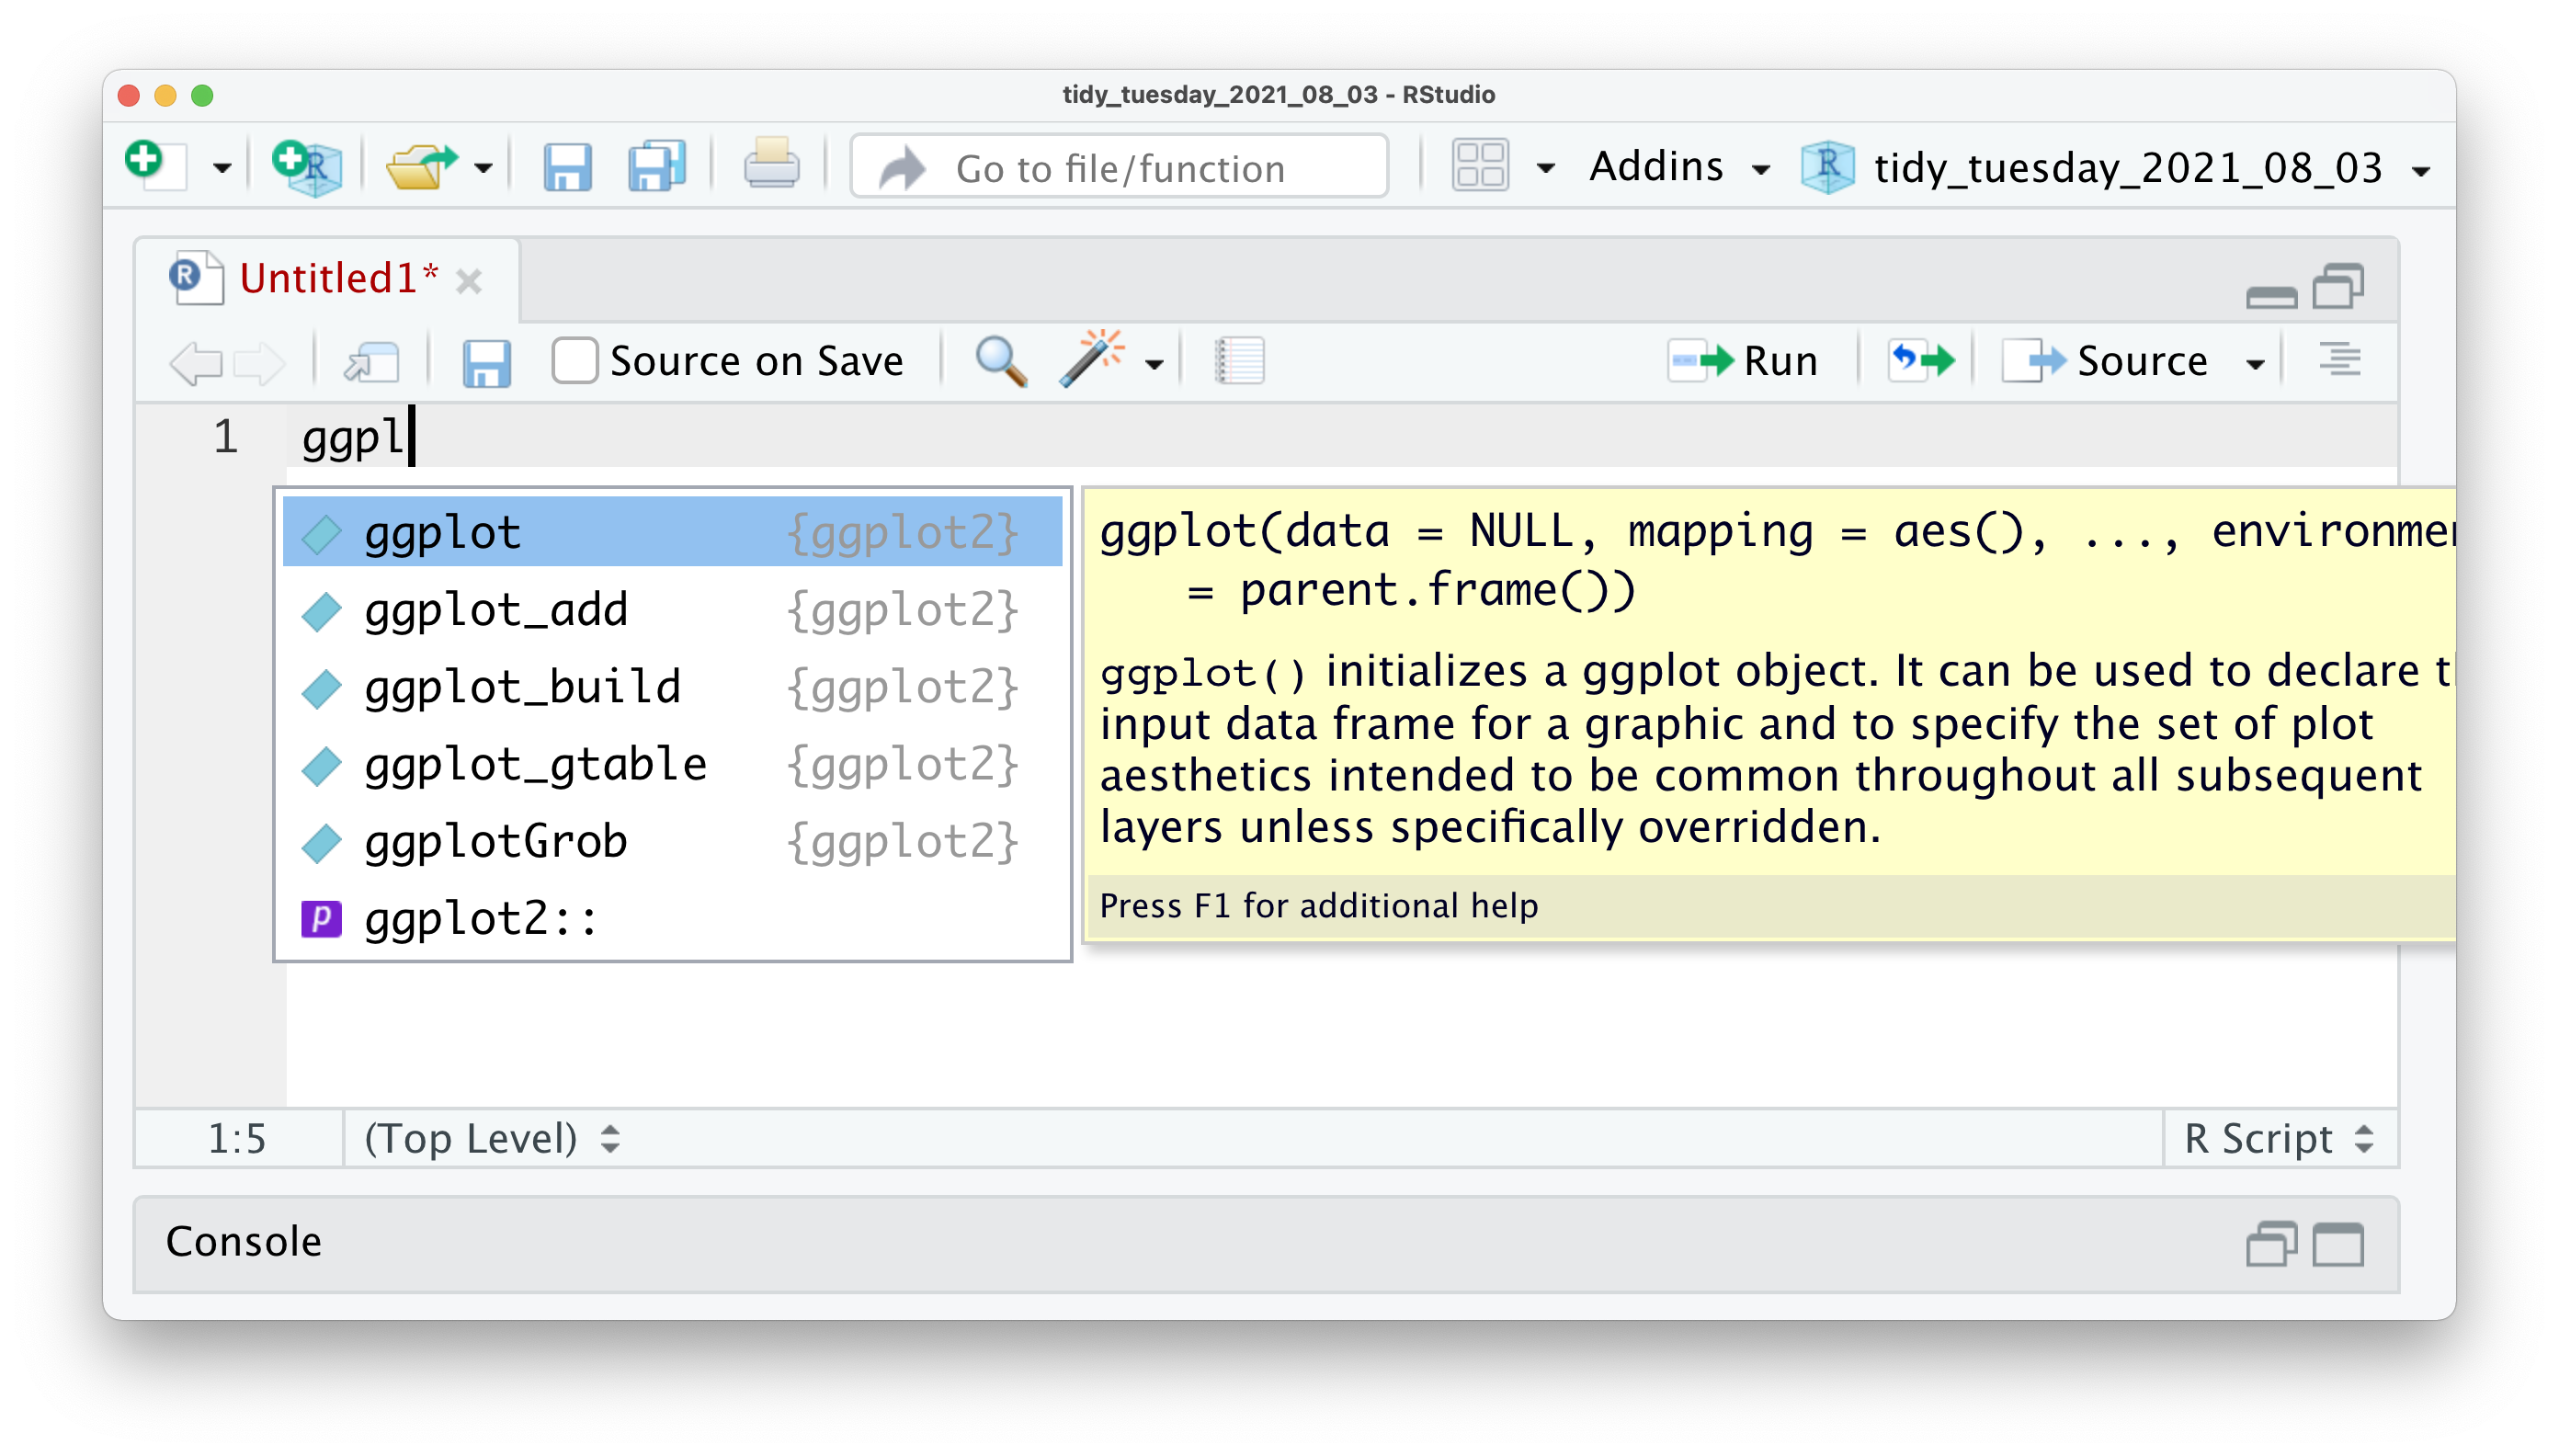 tidy_tuesday_2021_08_03 - RStudio
Go to file/function Addins tidy_tuesday_2021_08_03
Untitled1*
Source on Save Run Source
1 ggpl
ggplot {ggplot2}
ggplot_add {ggplot2}
ggplot_build {ggplot2}
ggplot_gtable {ggplot2}
ggplotGrob {ggplot2}
ggplot2::
ggplot(data = NULL, mapping = aes(), ...,
= parent.frame())
ggplot() initializes a ggplot object. It can be used to declare
input data frame for a graphic and to specify the set of plot
aesthetics intended to be common throughout all subsequent
layers unless specifically overridden.
Press F1 for additional help
1:5 (Top Level) R Script
Console